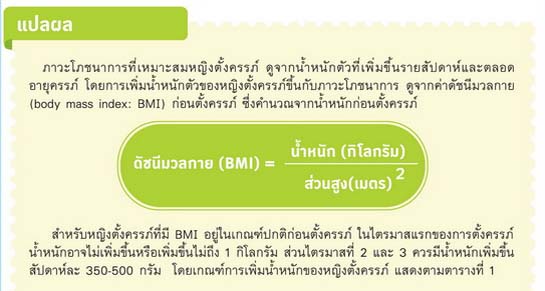 แปลผล
ภาวะโภชนาการที่เหมาะสมหญิงตั้งครรภ์ ดูจากน้ำหนักตัวที่เพิ่มขึ้นรายสัปดาห์และตลอด
อายุครรภ์ โดยการเพิ่มน้ำหนักตัวของหญิงตั้งครรภ์ขึ้นกับภาวะโภชนาการ ดูจากค่าดัชนีมวลกาย
(body mass index: BMI) ก่อนตั้งครรภ์ ซึ่งคำนวณจากน้ำหนักก่อนตั้งครรภ์
ดัชนีมวลกาย (BMI) = น้ำหนัก (กิโลกรัม)
ส่วนสูง(เมตร) 2
สำหรับหญิงตั้งครรภ์ที่มี BMI อยู่ในเกณฑ์ปกติก่อนตั้งครรภ์ ในไตรมาสแรกของการตั้งครรภ์
น้ำหนักอาจไม่เพิ่มขึ้นหรือเพิ่มขึ้นไม่ถึง 1 กิโลกรัม ส่วนไตรมาสที่ 2 และ 3 ควรมีน้ำหนักเพิ่มขึ้น
สัปดาห์ละ 350-500 กรัม โดยเกณฑ์การเพิ่มน้ำหนักของหญิงตั้งครรภ์ แสดงตามตารางที่ 1